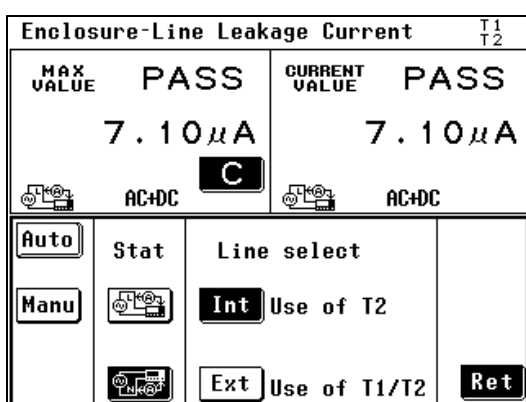 Enclosure-Line Leakage Current
T1
T2
MAX VALUE PASS
7.10μA
C
AC+DC
CURRENT VALUE PASS
7.10μA
AC+DC
Auto
Manu
Stat
Line select
Int Use of T2
Ext Use of T1/T2
Ret